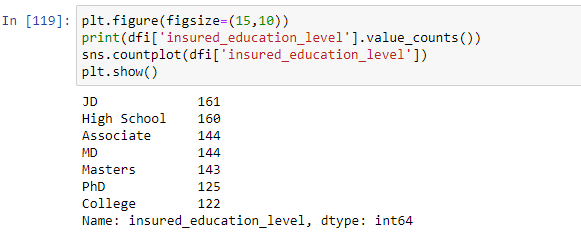 In [119]: plt.figure(figsize=(15,10))
print(dfi['insured_education_level'].value_counts())
sns.countplot(dfi['insured_education_level'])
plt.show()
JD 161
High School 160
Associate 144
MD 144
Masters 143
PhD 125
College 122
Name: insured_education_level, dtype: int64